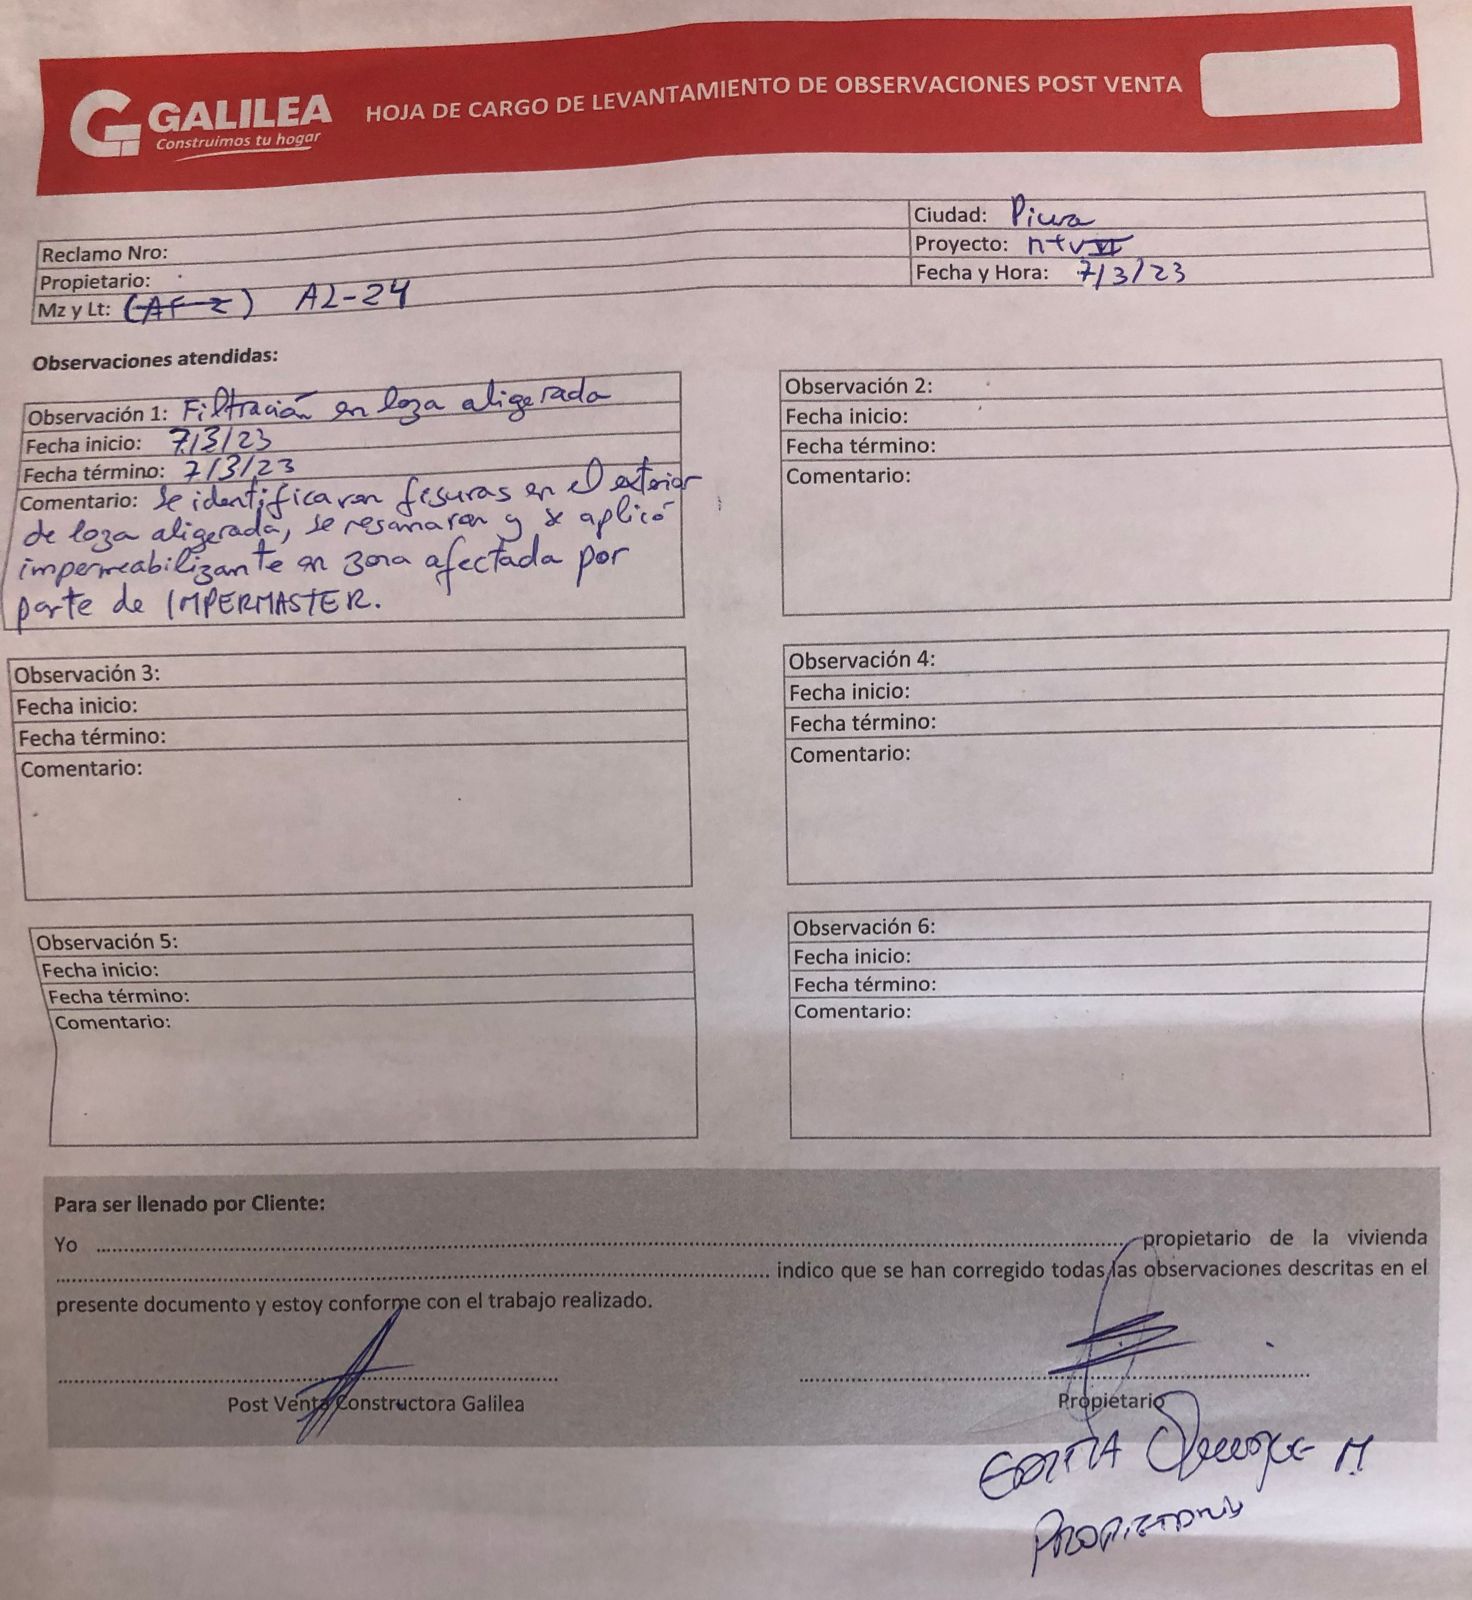 GALILEA
Construimos tu hogar
HOJA DE CARGO DE LEVANTAMIENTO DE OBSERVACIONES POST VENTA
Reclamo Nro:
Propietario:
Mz y Lt: (AF-2) AL-24
Ciudad: Piura
Proyecto: ntv VI
Fecha y Hora: 7/3/23
Observaciones atendidas:
Observación 1: Filtración en loza aligerada
Fecha inicio: 7/3/23
Fecha término: 7/3/23
Comentario: Se identificaron fisuras en el exterior
de loza aligerada, se resanaron y se aplicó
impermeabilizante en zona afectada por
parte de IMPERMASTER.
Observación 2:
Fecha inicio:
Fecha término:
Comentario:
Observación 3:
Fecha inicio:
Fecha término:
Comentario:
Observación 4:
Fecha inicio:
Fecha término:
Comentario:
Observación 5:
Fecha inicio:
Fecha término:
Comentario:
Observación 6:
Fecha inicio:
Fecha término:
Comentario:
Para ser llenado por Cliente:
Yo ........................................ propietario de la vivienda
........................................ indico que se han corregido todas las observaciones descritas en el
presente documento y estoy conforme con el trabajo realizado.
Post Venta Constructora Galilea
Propietario
M